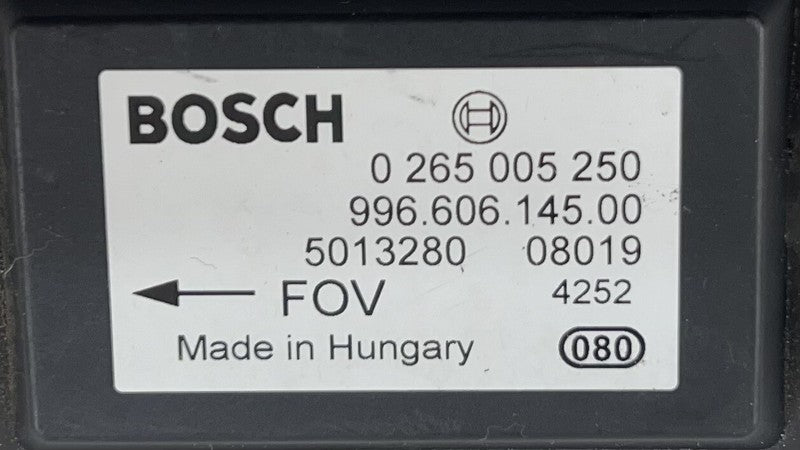 BOSCH
0 265 005 250
996.606.145.00
5013280 08019
FOV 4252
Made in Hungary 080